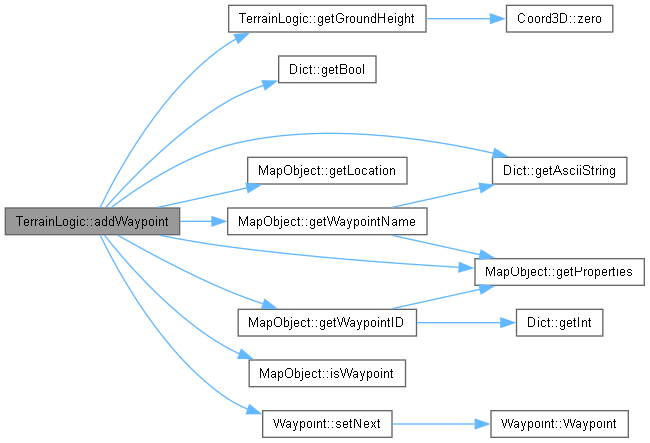 TerrainLogic::getGroundHeight
Coord3D::zero
Dict::getBool
MapObject::getLocation
Dict::getAsciiString
TerrainLogic::addWaypoint
MapObject::getWaypointName
MapObject::getProperties
MapObject::getWaypointID
Dict::getInt
MapObject::isWaypoint
Waypoint::setNext
Waypoint::Waypoint